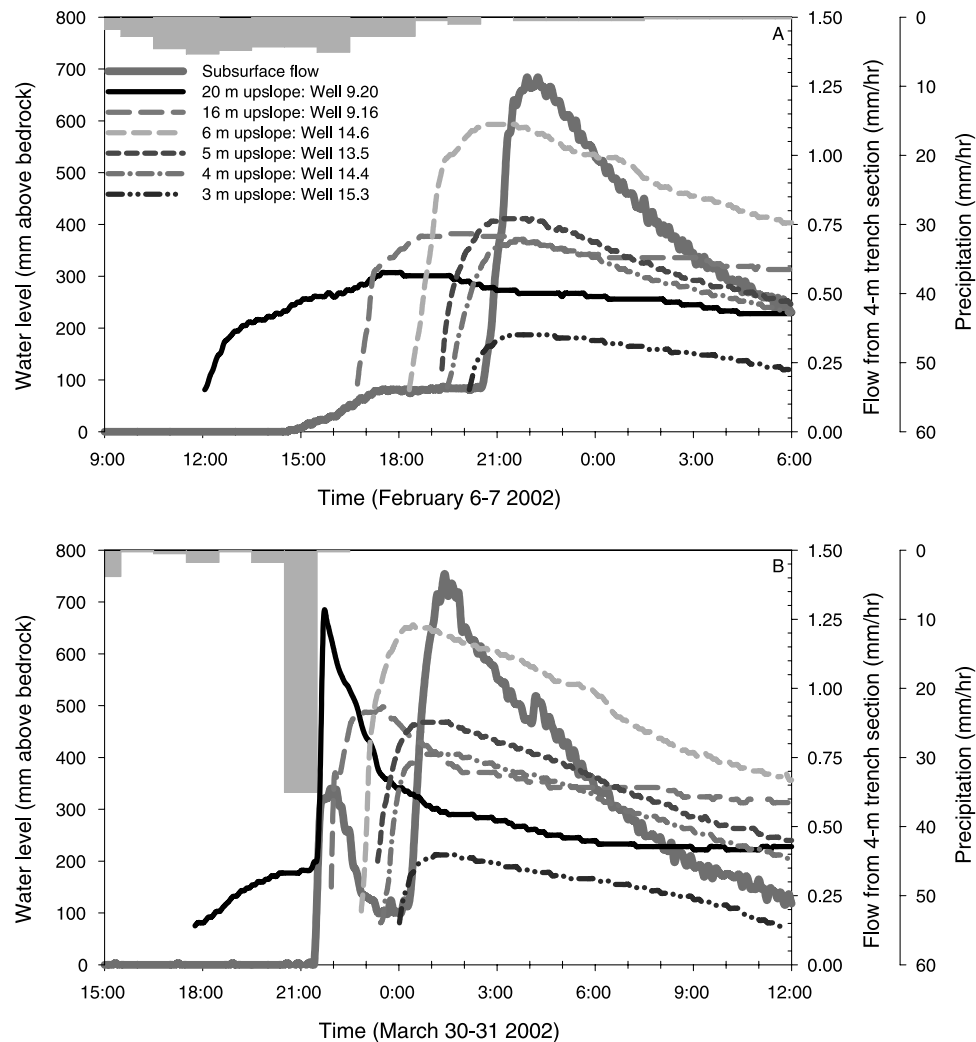 800
700
600
500
400
300
200
100
0
Water level (mm above bedrock)
A
Subsurface flow
20 m upslope: Well 9.20
16 m upslope: Well 9.16
6 m upslope: Well 14.6
5 m upslope: Well 13.5
4 m upslope: Well 14.4
3 m upslope: Well 15.3
1.50
1.25
1.00
0.75
0.50
0.25
0.00
Flow from 4-m trench section (mm/hr)
0
10
20
30
40
50
60
Precipitation (mm/hr)
9:00 12:00 15:00 18:00 21:00 0:00 3:00 6:00
Time (February 6-7 2002)
800
700
600
500
400
300
200
100
0
Water level (mm above bedrock)
B
1.50
1.25
1.00
0.75
0.50
0.25
0.00
Flow from 4-m trench section (mm/hr)
0
10
20
30
40
50
60
Precipitation (mm/hr)
15:00 18:00 21:00 0:00 3:00 6:00 9:00 12:00
Time (March 30-31 2002)